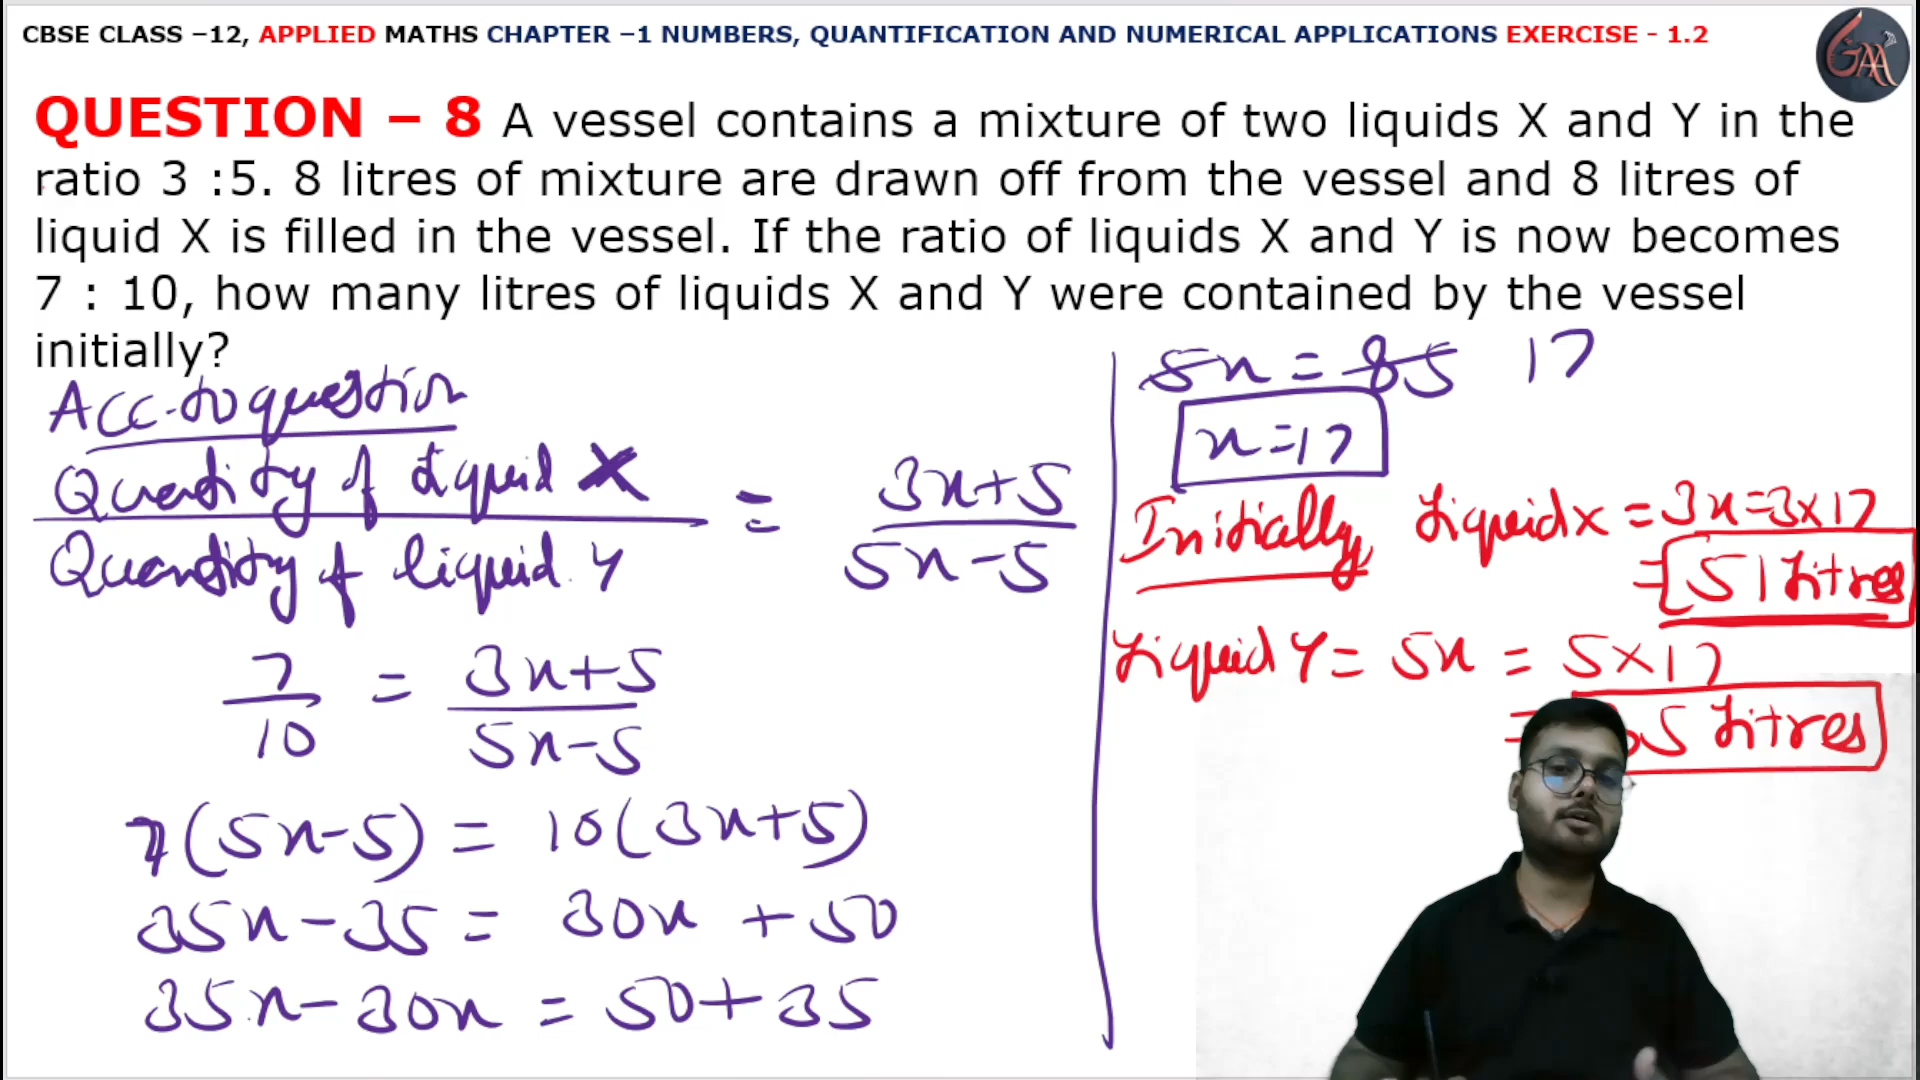 CBSE CLASS –12, APPLIED MATHS CHAPTER –1 NUMBERS, QUANTIFICATION AND NUMERICAL APPLICATIONS EXERCISE - 1.2
QUESTION – 8 A vessel contains a mixture of two liquids X and Y in the
ratio 3 :5. 8 litres of mixture are drawn off from the vessel and 8 litres of
liquid X is filled in the vessel. If the ratio of liquids X and Y is now becomes
7 : 10, how many litres of liquids X and Y were contained by the vessel
initially?
Acc. to question
Quantity of Liquid X / Quantity of liquid Y = 3x+5 / 5x-5
7/10 = 3x+5 / 5x-5
7(5x-5) = 10(3x+5)
35x-35 = 30x + 50
35x-30x = 50+35
5x = 85 17
x=17
Initially, Liquid X = 3x=3×17
= 51 Litres
Liquid Y = 5x = 5×17
= 5 Litres